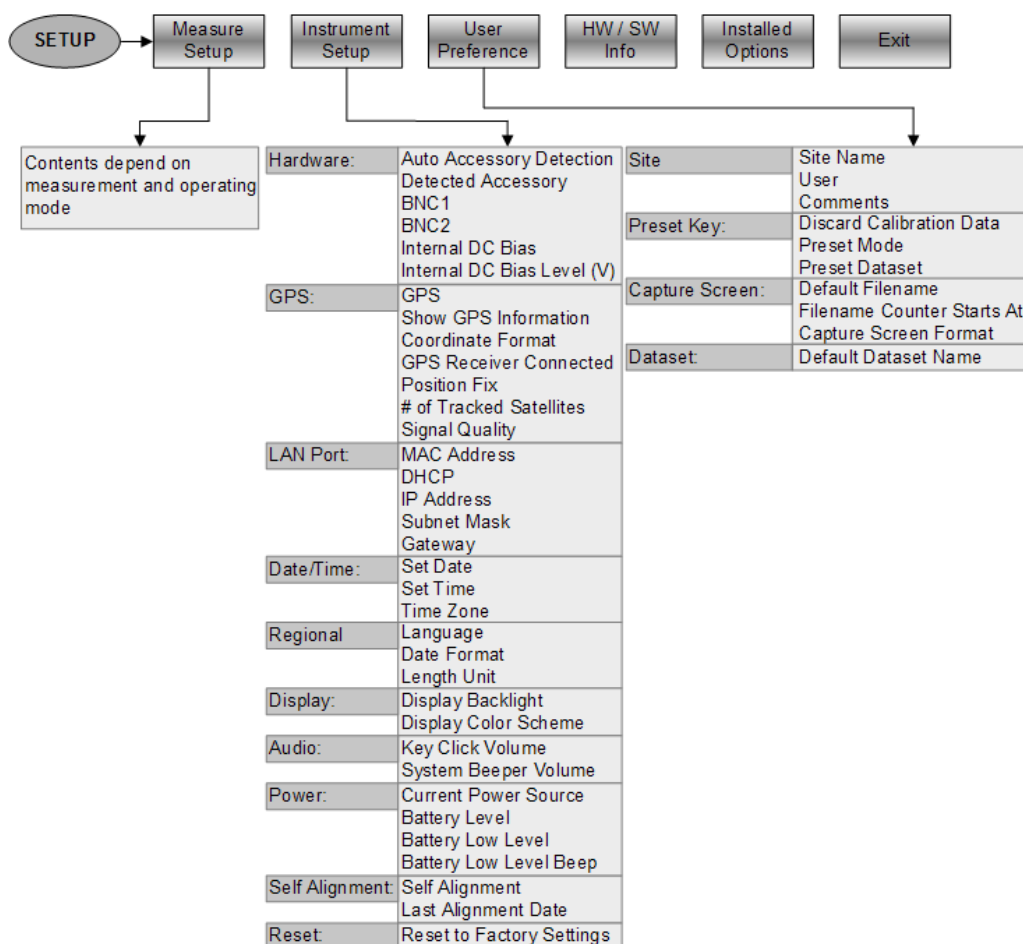 SETUP
Measure
Setup
Instrument
Setup
User
Preference
HW / SW
Info
Installed
Options
Exit
Contents depend on
measurement and operating
mode
Hardware:
Auto Accessory Detection
Detected Accessory
BNC1
BNC2
Internal DC Bias
Internal DC Bias Level (V)
GPS:
GPS
Show GPS Information
Coordinate Format
GPS Receiver Connected
Position Fix
# of Tracked Satellites
Signal Quality
LAN Port:
MAC Address
DHCP
IP Address
Subnet Mask
Gateway
Date/Time:
Set Date
Set Time
Time Zone
Regional
Language
Date Format
Length Unit
Display:
Display Backlight
Display Color Scheme
Audio:
Key Click Volume
System Beeper Volume
Power:
Current Power Source
Battery Level
Battery Low Level
Battery Low Level Beep
Self Alignment:
Self Alignment
Last Alignment Date
Reset:
Reset to Factory Settings
Site
Site Name
User
Comments
Preset Key:
Discard Calibration Data
Preset Mode
Preset Dataset
Capture Screen:
Default Filename
Filename Counter Starts At
Capture Screen Format
Dataset:
Default Dataset Name